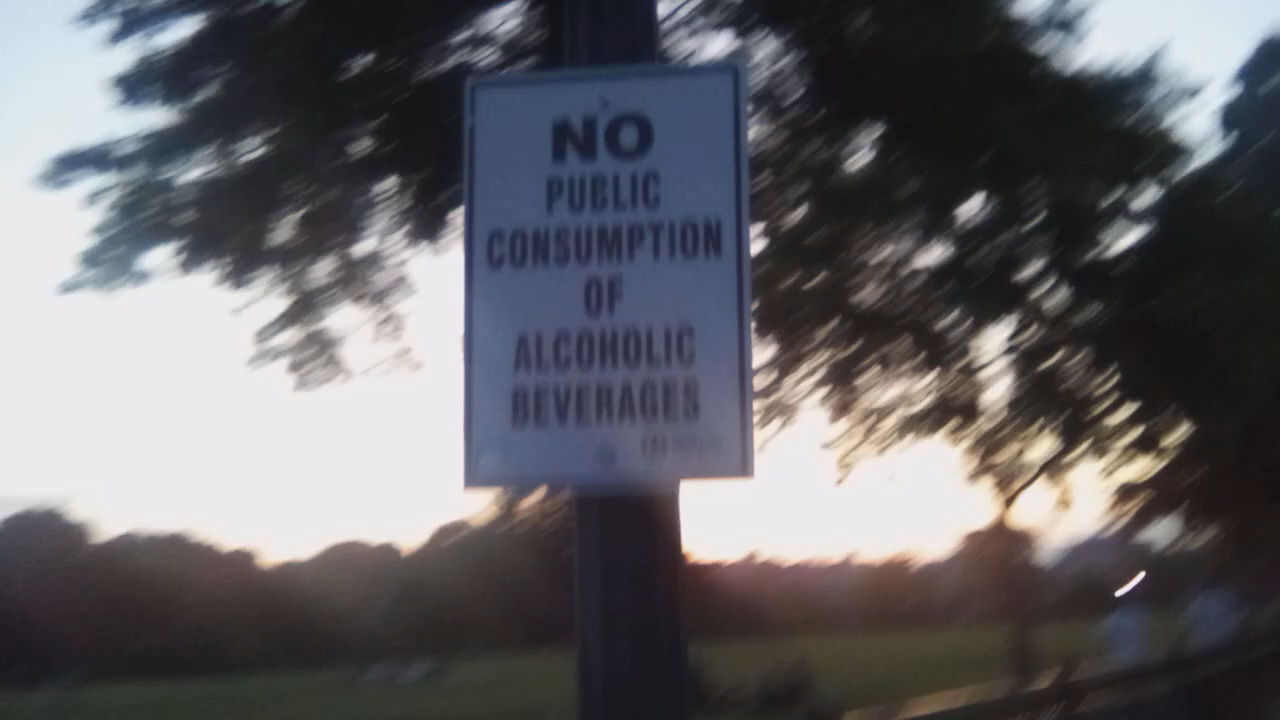 NO
PUBLIC
CONSUMPTION
OF
ALCOHOLIC
BEVERAGES